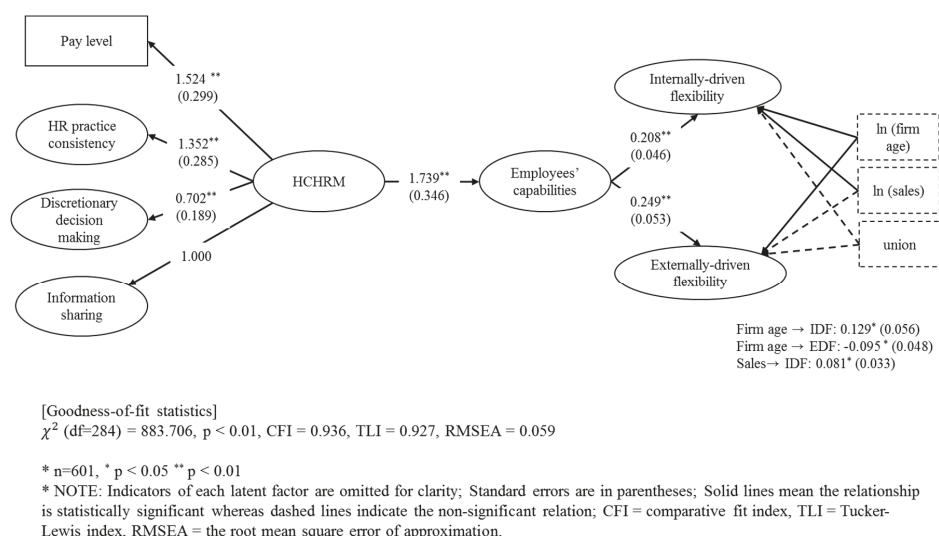 Pay level
1.524 **
(0.299)
HR practice
consistency
1.352**
(0.285)
Discretionary
decision
making
0.702**
(0.189)
Information
sharing
1.000
HCHRM
1.739**
(0.346)
Employees'
capabilities
0.208**
(0.046)
0.249**
(0.053)
Internally-driven
flexibility
Externally-driven
flexibility
ln (firm
age)
ln (sales)
union
Firm age → IDF: 0.129* (0.056)
Firm age → EDF: -0.095 * (0.048)
Sales→ IDF: 0.081* (0.033)
[Goodness-of-fit statistics]
χ² (df=284) = 883.706, p < 0.01, CFI = 0.936, TLI = 0.927, RMSEA = 0.059
* n=601, * p < 0.05 ** p < 0.01
* NOTE: Indicators of each latent factor are omitted for clarity; Standard errors are in parentheses; Solid lines mean the relationship
is statistically significant whereas dashed lines indicate the non-significant relation; CFI = comparative fit index, TLI = Tucker-
Lewis index, RMSEA = the root mean square error of approximation.